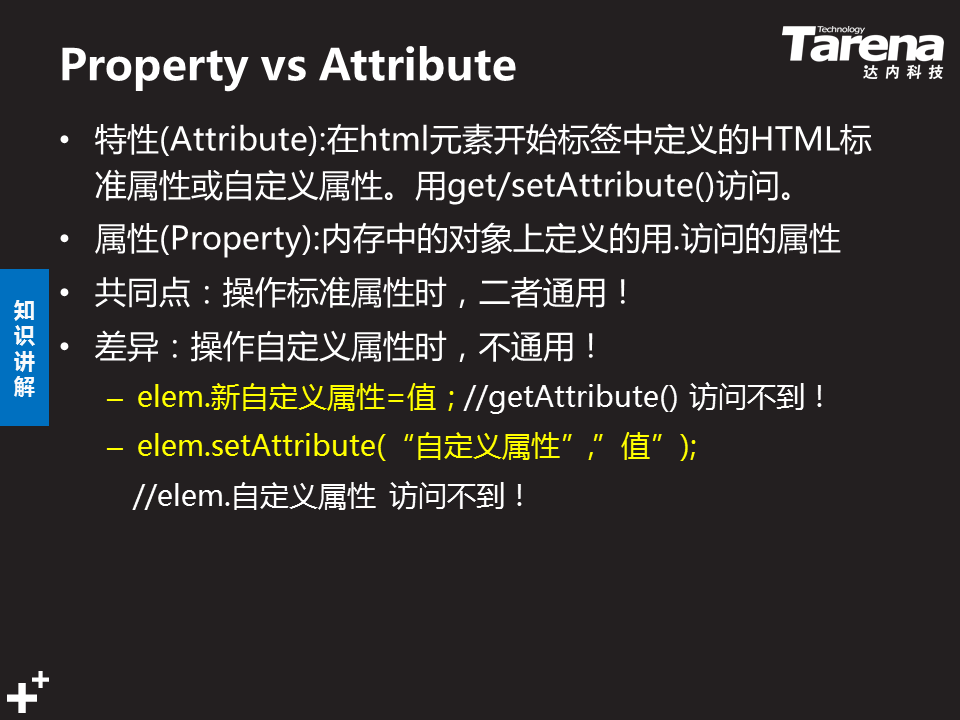 Property vs Attribute
Technology
Tarena
达内科技
• 特性(Attribute):在html元素开始标签中定义的HTML标
准属性或自定义属性。用get/setAttribute()访问。
• 属性(Property):内存中的对象上定义的用.访问的属性
• 共同点：操作标准属性时，二者通用！
• 差异：操作自定义属性时，不通用！
– elem.新自定义属性=值；//getAttribute() 访问不到！
– elem.setAttribute(“自定义属性”,”值”);
//elem.自定义属性 访问不到！
知识讲解